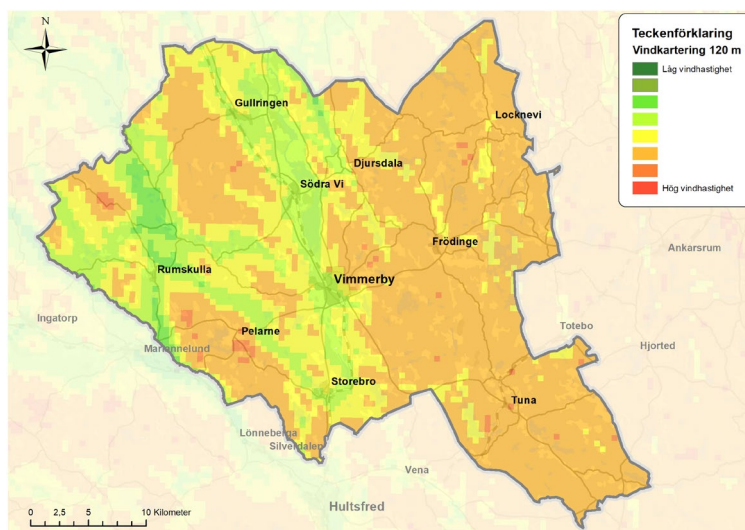 N
Teckenförklaring
Vindkartering 120 m
Låg vindhastighet
Hög vindhastighet
Gullringen
Locknevi
Djursdala
Södra Vi
Frödinge
Ankarsrum
Rumskulla
Vimmerby
Ingatorp
Totebo
Pelarne
Hjorted
Mariannelund
Storebro
Tuna
Lönneberga
Silverdalen
Vena
Hultsfred
0 2,5 5 10 Kilometer